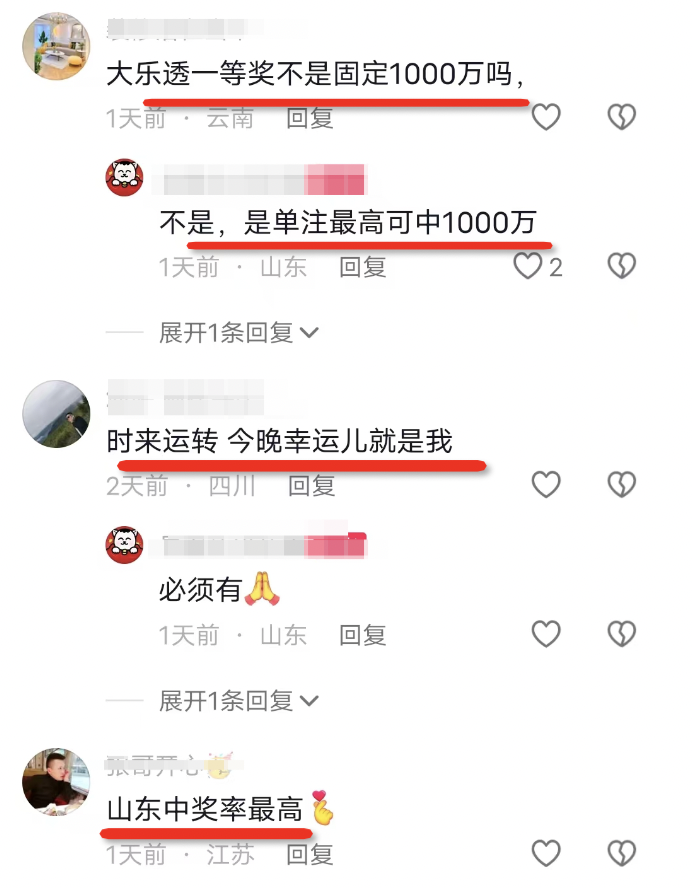 大乐透一等奖不是固定1000万吗，
1天前 · 云南 回复
不是，是单注最高可中1000万
1天前 · 山东 回复 2
展开1条回复
时来运转 今晚幸运儿就是我
2天前 · 四川 回复
必须有🙏
1天前 · 山东 回复
展开1条回复
山东中奖率最高
1天前 · 江苏 回复